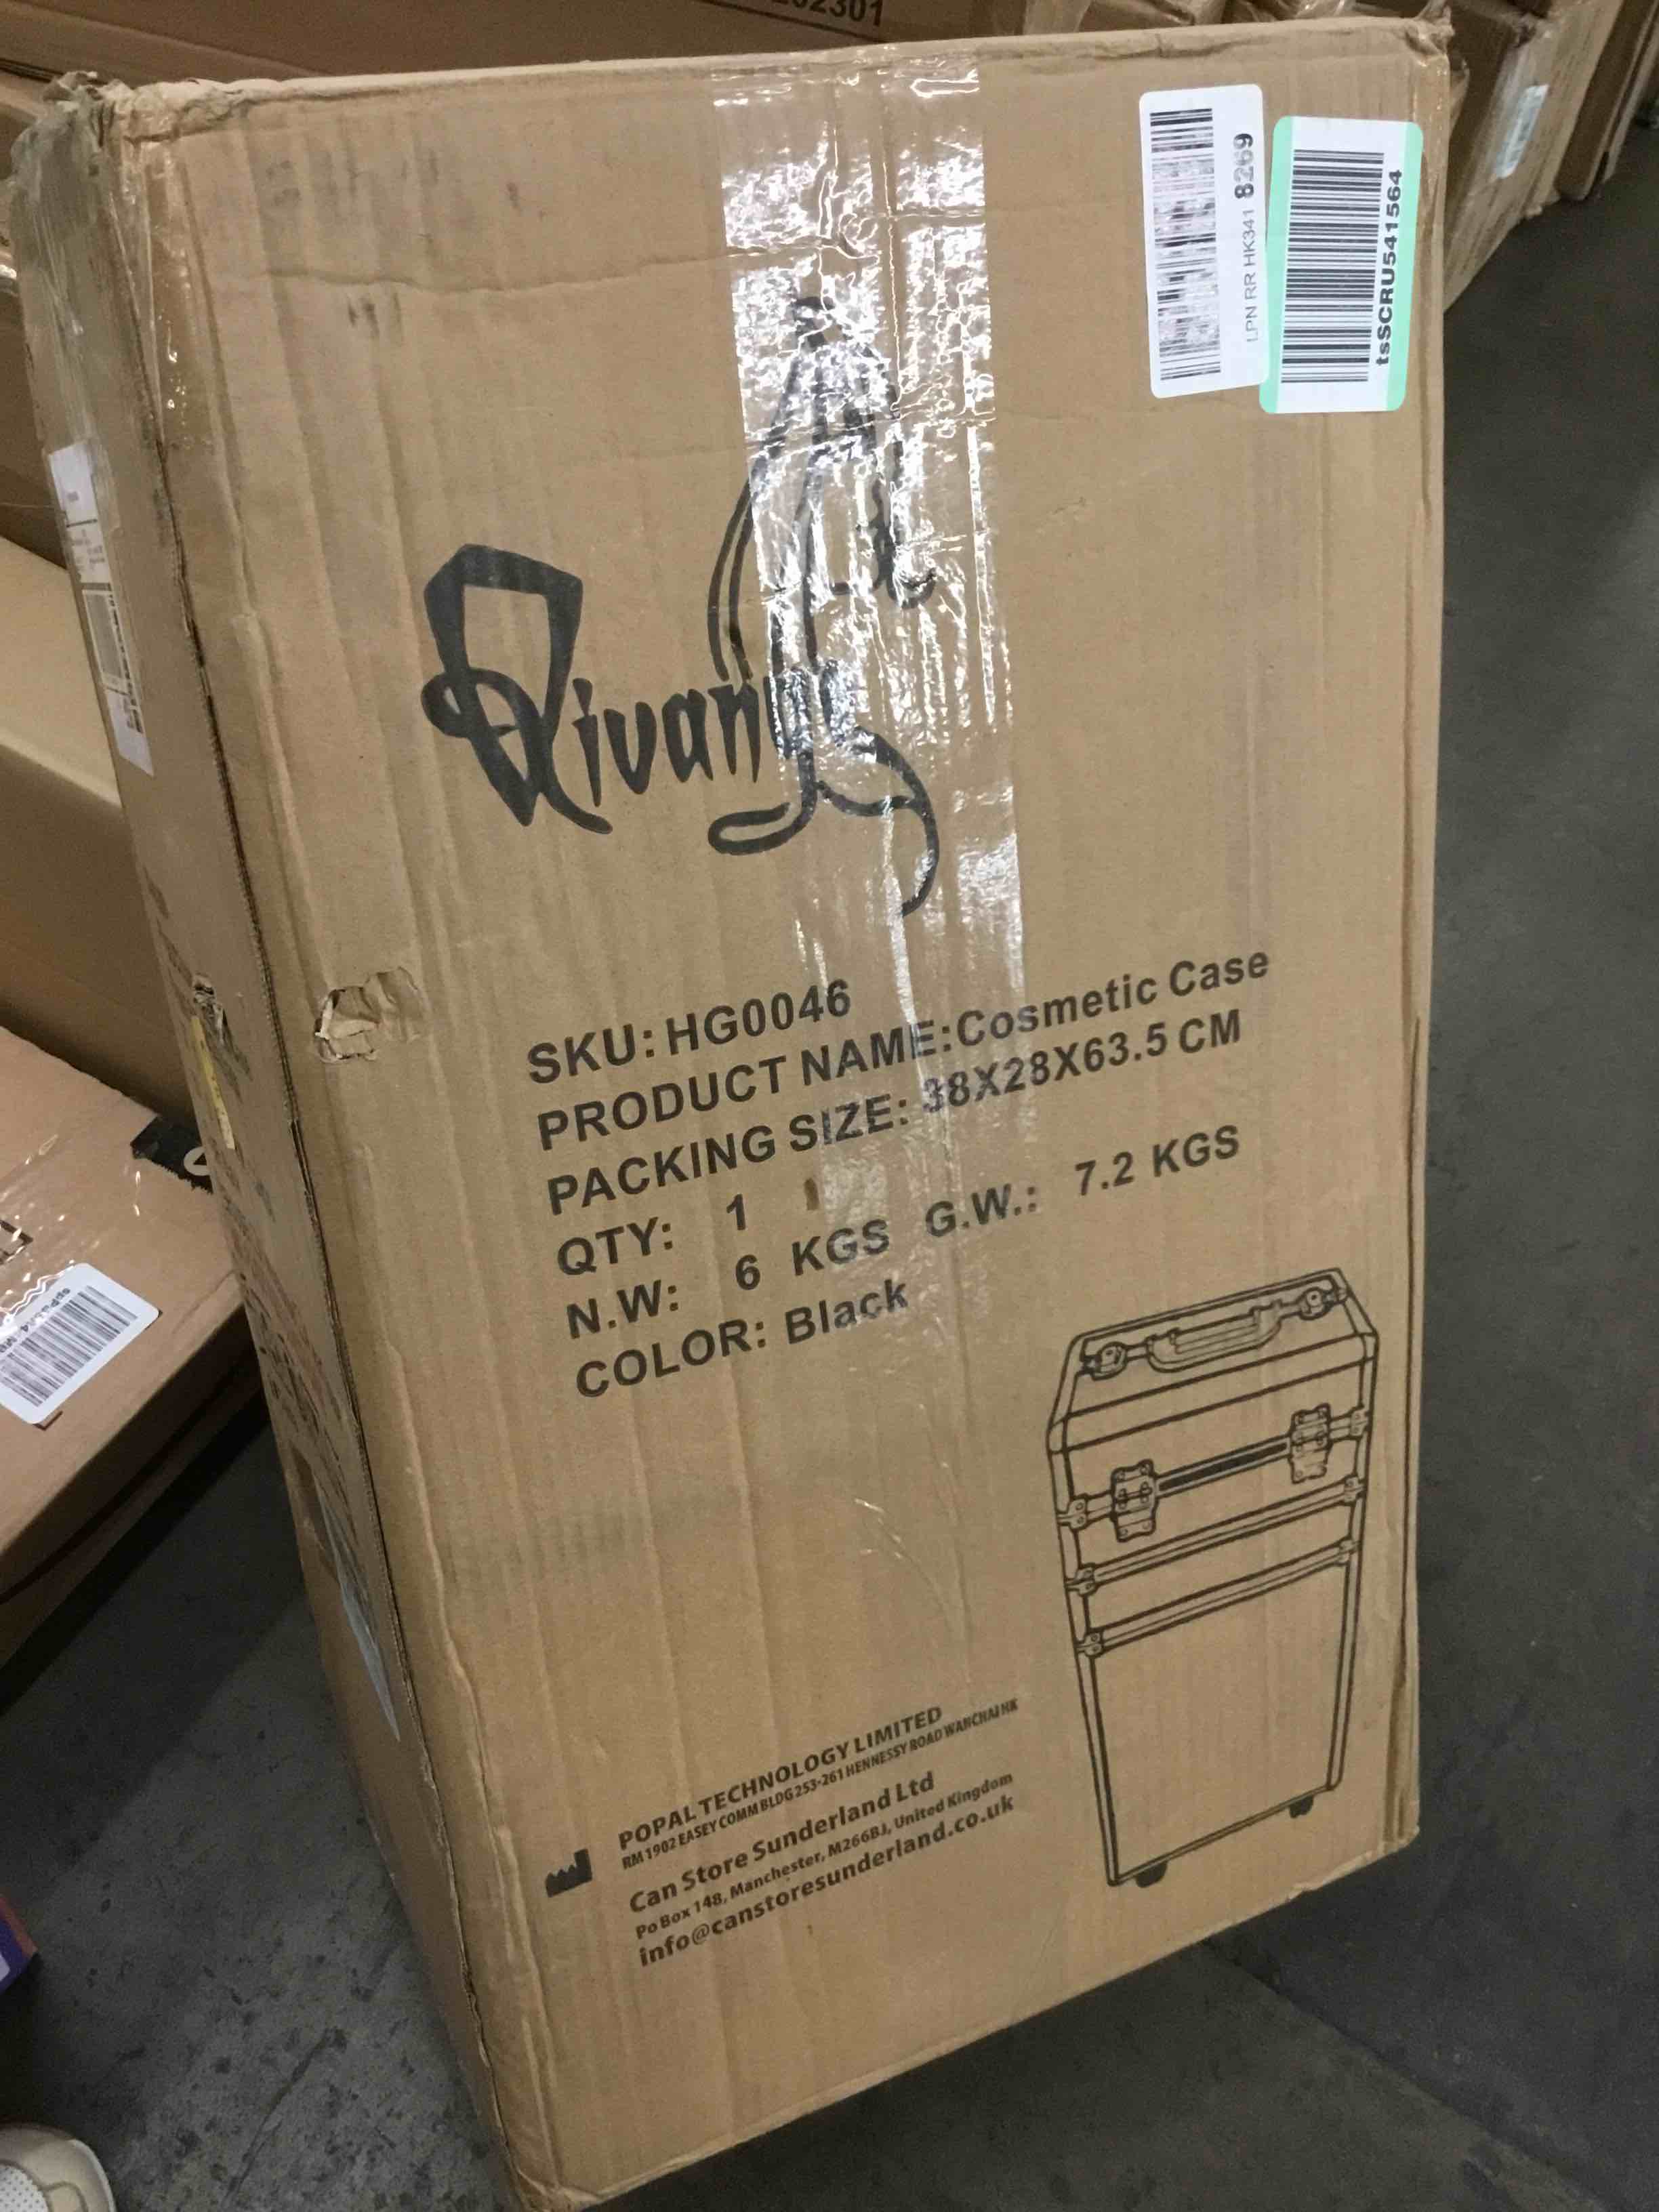 LPN RR HK341 8269
tsSCRU541564
SKU: HG0046
PRODUCT NAME:Cosmetic Case
PACKING SIZE: 38X28X63.5 CM
QTY: 1
N.W: 6 KGS G.W.: 7.2 KGS
COLOR: Black
POPAL TECHNOLOGY LIMITED
RM 1902 EASEY COMM BLDG 253-261 HENNESSY ROAD WANCHAI HK
Can Store Sunderland Ltd
Po Box 148, Manchester, M266BJ, United Kingdom
info@canstoresunderland.co.uk